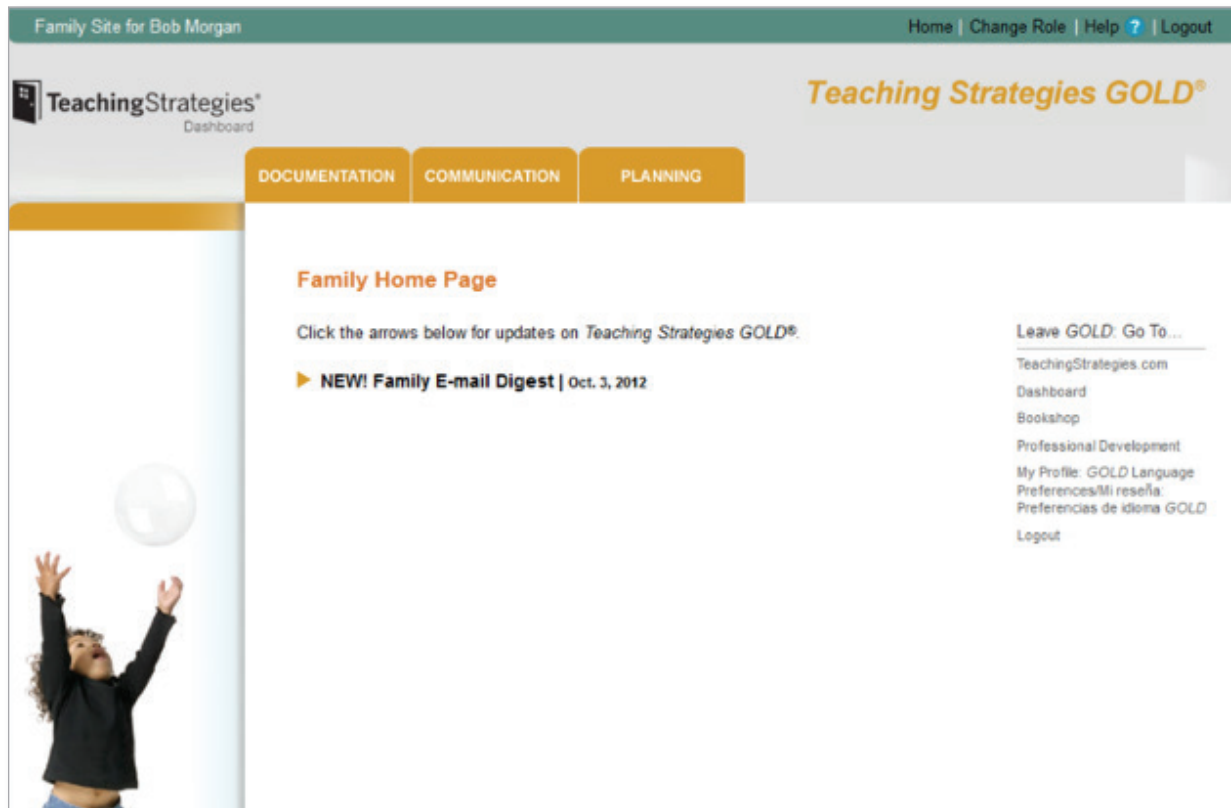 Family Site for Bob Morgan
Home | Change Role | Help ? | Logout
TeachingStrategies®
Dashboard
Teaching Strategies GOLD®
DOCUMENTATION
COMMUNICATION
PLANNING
Family Home Page
Click the arrows below for updates on Teaching Strategies GOLD®.
NEW! Family E-mail Digest | Oct. 3, 2012
Leave GOLD: Go To...
TeachingStrategies.com
Dashboard
Bookshop
Professional Development
My Profile: GOLD Language
Preferences/Mi reseña:
Preferencias de idioma GOLD
Logout